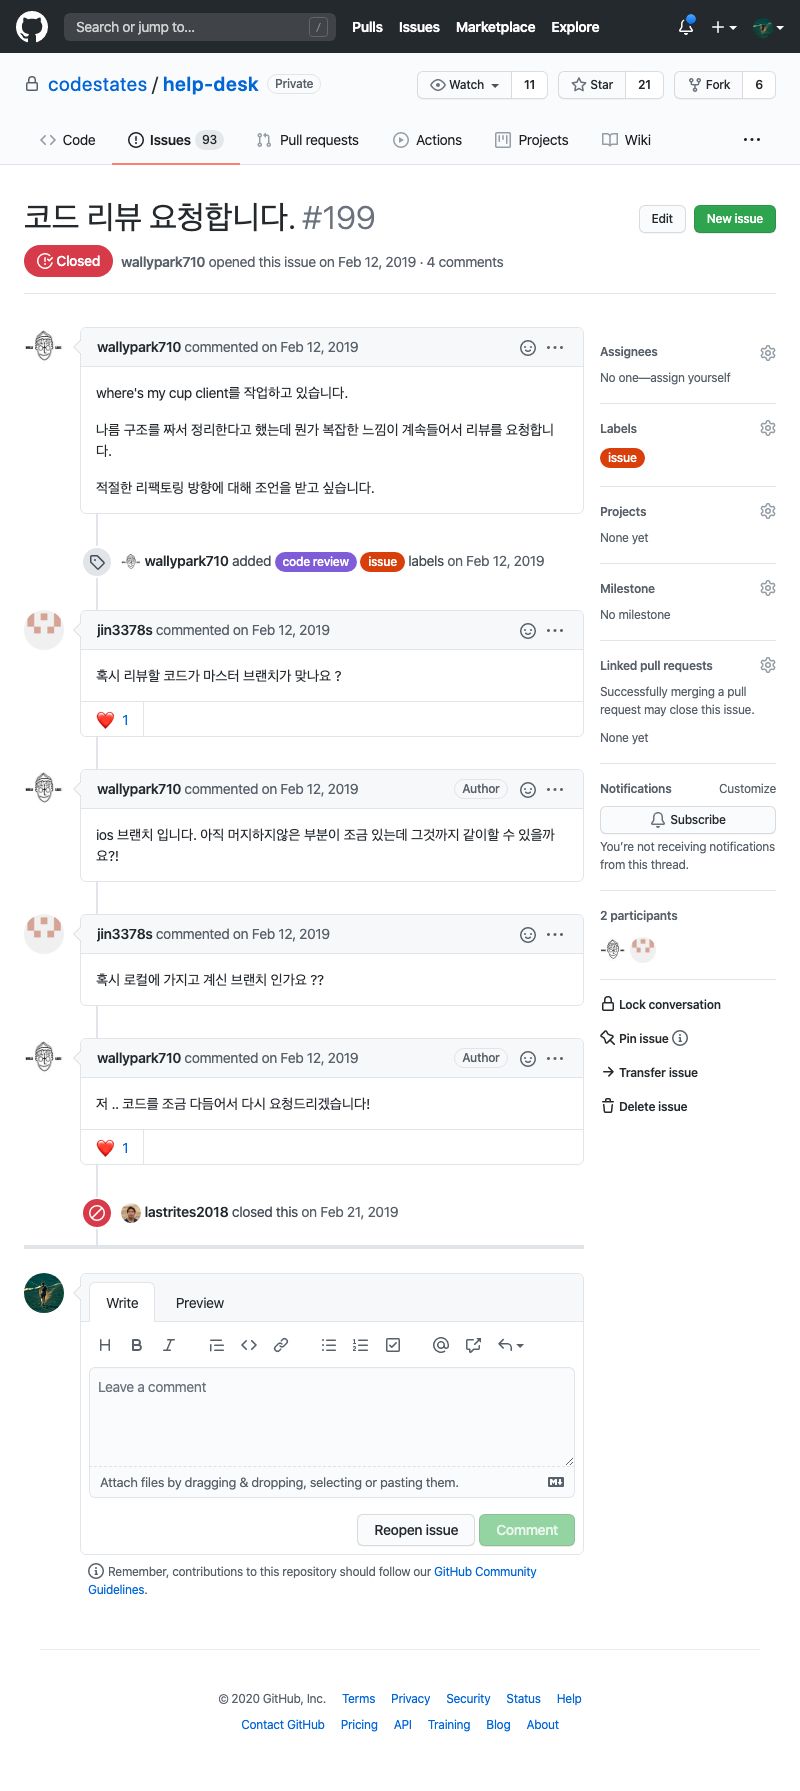 Search or jump to... /
Pulls Issues Marketplace Explore
codestates / help-desk Private
Watch 11 Star 21 Fork 6
Code Issues 93 Pull requests Actions Projects Wiki ...
코드 리뷰 요청합니다. #199
Edit New issue
Closed wallypark710 opened this issue on Feb 12, 2019 · 4 comments
wallypark710 commented on Feb 12, 2019
where's my cup client를 작업하고 있습니다.
나름 구조를 짜서 정리한다고 했는데 뭔가 복잡한 느낌이 계속들어서 리뷰를 요청합니
다.
적절한 리팩토링 방향에 대해 조언을 받고 싶습니다.
wallypark710 added code review issue labels on Feb 12, 2019
jin3378s commented on Feb 12, 2019
혹시 리뷰할 코드가 마스터 브랜치가 맞나요 ?
❤️ 1
wallypark710 commented on Feb 12, 2019 Author
ios 브랜치 입니다. 아직 머지하지않은 부분이 조금 있는데 그것까지 같이할 수 있을까
요?!
jin3378s commented on Feb 12, 2019
혹시 로컬에 가지고 계신 브랜치 인가요 ??
wallypark710 commented on Feb 12, 2019 Author
저 .. 코드를 조금 다듬어서 다시 요청드리겠습니다!
❤️ 1
lastrites2018 closed this on Feb 21, 2019
Assignees
No one—assign yourself
Labels
issue
Projects
None yet
Milestone
No milestone
Linked pull requests
Successfully merging a pull
request may close this issue.
None yet
Notifications Customize
Subscribe
You're not receiving notifications
from this thread.
2 participants
Lock conversation
Pin issue
Transfer issue
Delete issue
Write Preview
Leave a comment
Attach files by dragging & dropping, selecting or pasting them.
Reopen issue Comment
Remember, contributions to this repository should follow our GitHub Community
Guidelines.
© 2020 GitHub, Inc. Terms Privacy Security Status Help
Contact GitHub Pricing API Training Blog About